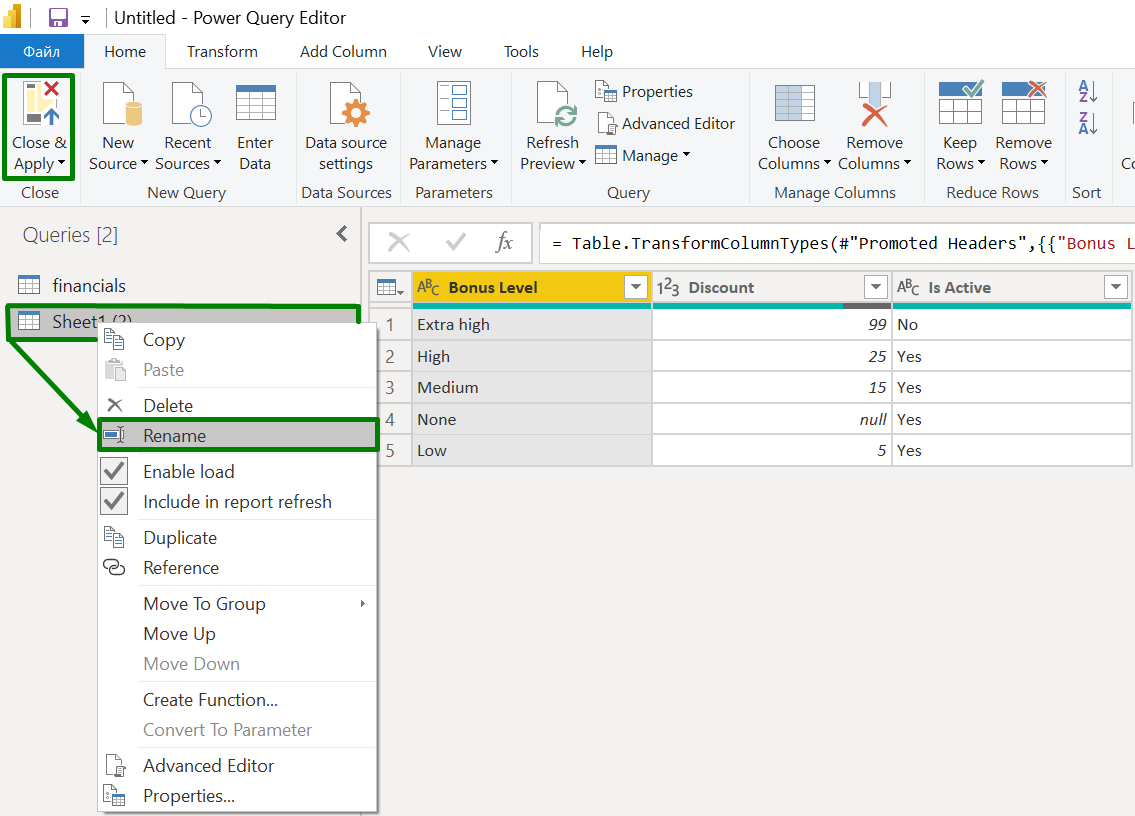 Untitled - Power Query Editor
Файл Home Transform Add Column View Tools Help
Close & Apply
New Source
Recent Sources
Enter Data
Data source settings
Manage Parameters
Refresh Preview
Properties
Advanced Editor
Manage
Choose Columns
Remove Columns
Keep Rows
Remove Rows
Close New Query Data Sources Parameters Query Manage Columns Reduce Rows Sort
Queries [2]
fx = Table.TransformColumnTypes(#"Promoted Headers",{{"Bonus L
financials
Sheet1 (2)
ABC Bonus Level 123 Discount ABC Is Active
1 Extra high 99 No
2 High 25 Yes
3 Medium 15 Yes
4 None null Yes
5 Low 5 Yes
Copy
Paste
Delete
Rename
Enable load
Include in report refresh
Duplicate
Reference
Move To Group
Move Up
Move Down
Create Function...
Convert To Parameter
Advanced Editor
Properties...